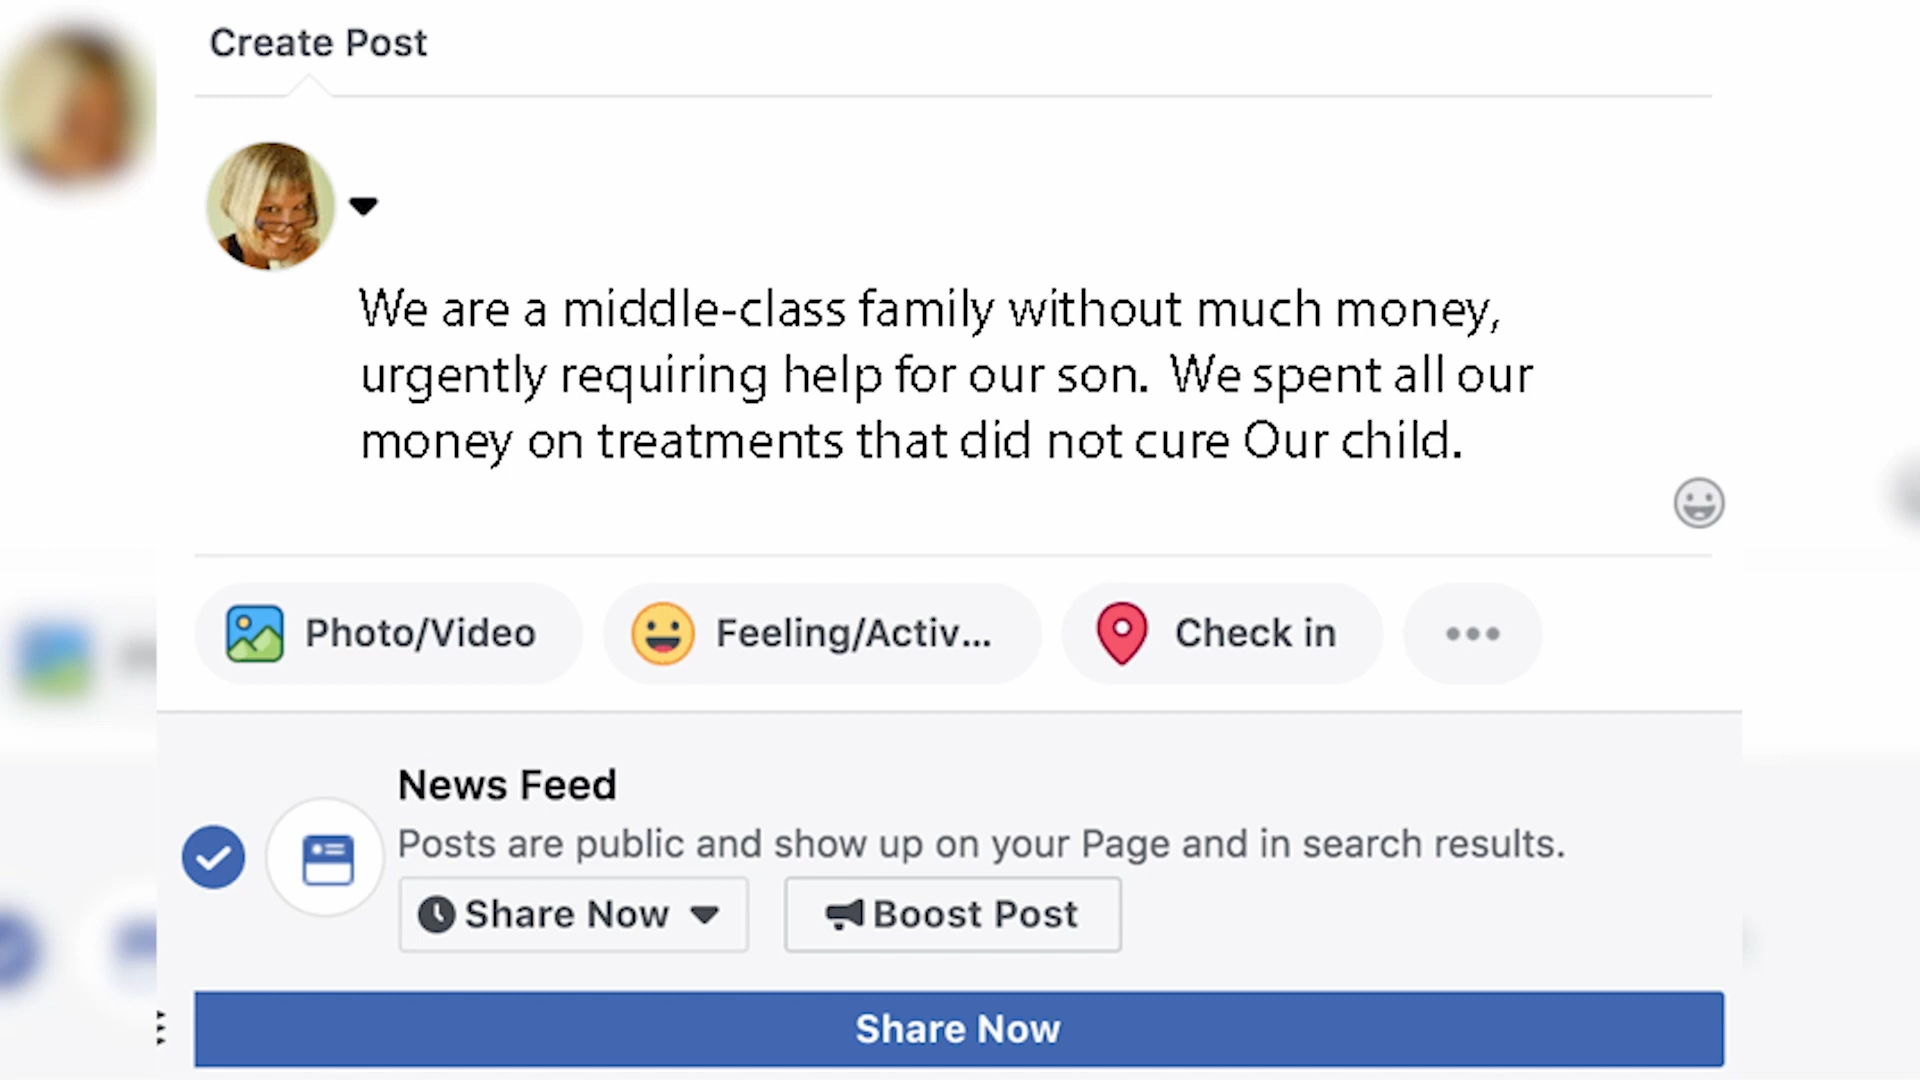 Create Post
We are a middle-class family without much money,
urgently requiring help for our son. We spent all our
money on treatments that did not cure Our child.
Photo/Video
Feeling/Activ...
Check in
News Feed
Posts are public and show up on your Page and in search results.
Share Now
Boost Post
Share Now